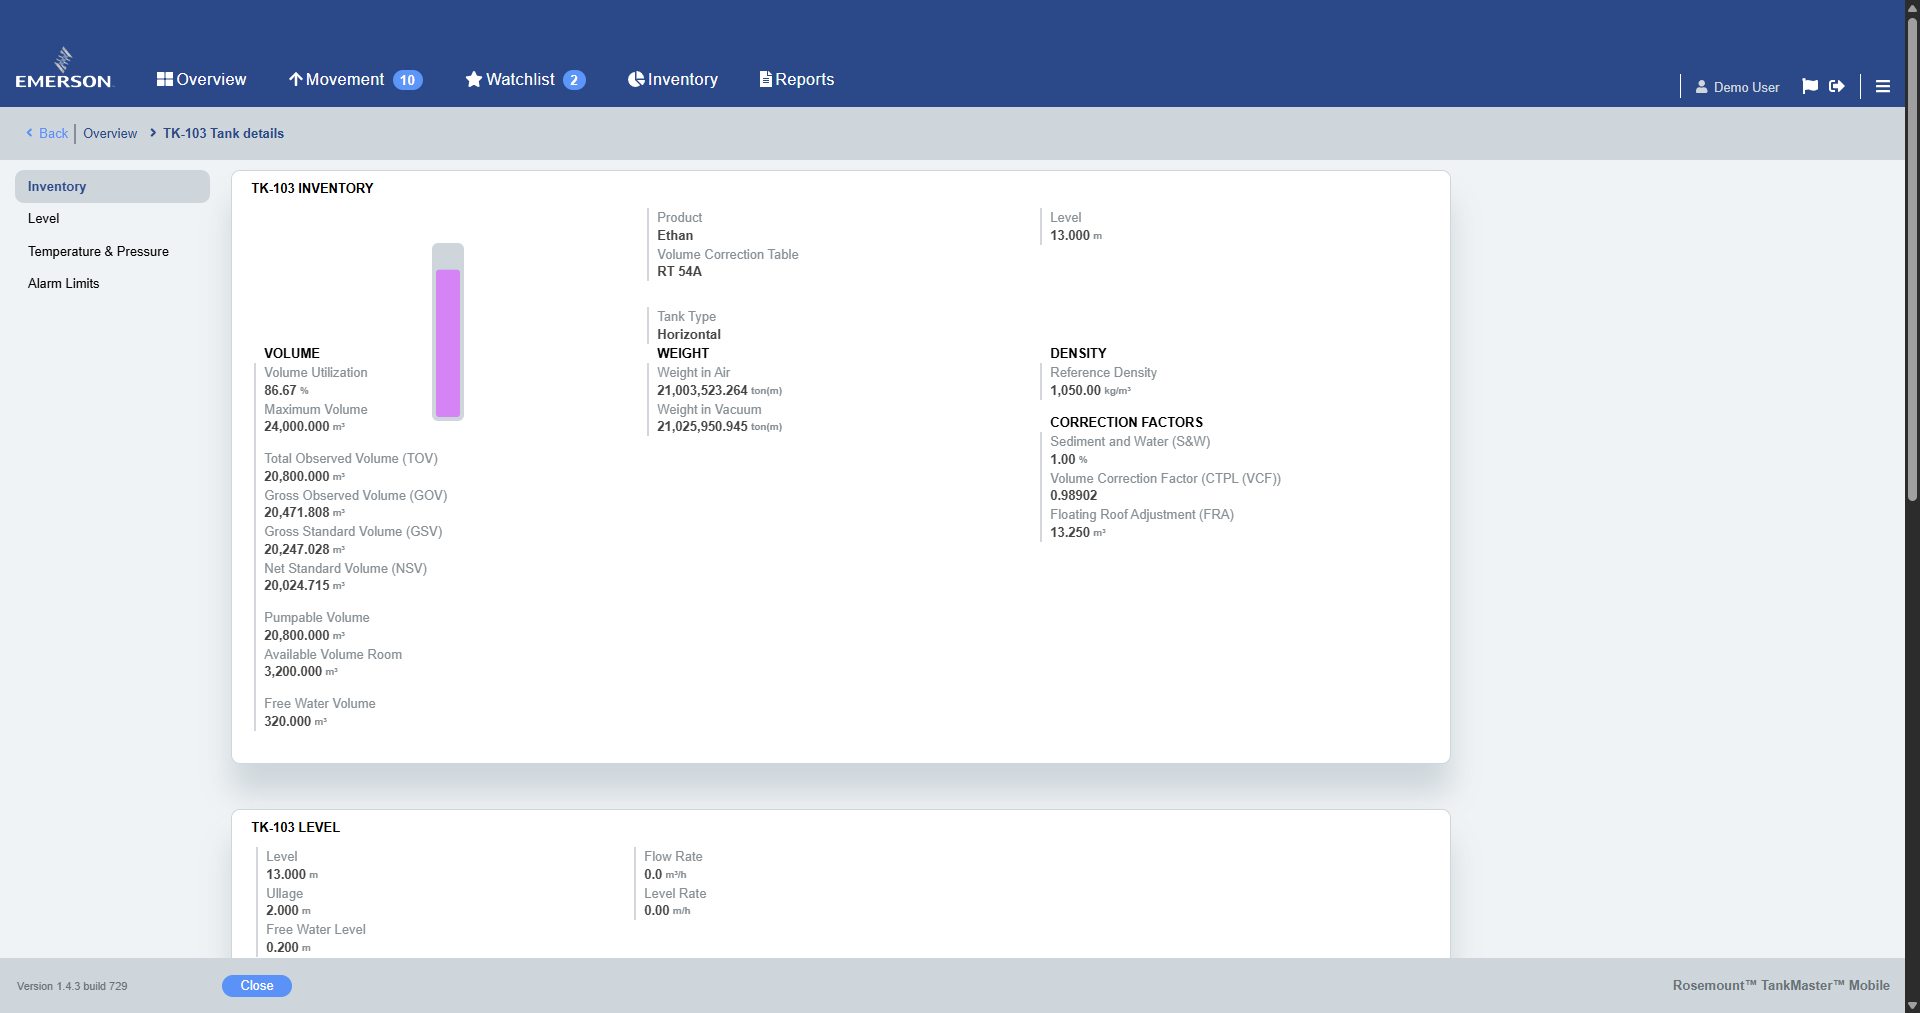 EMERSON
Overview
Movement 10
Watchlist 2
Inventory
Reports
Demo User
Back
Overview
TK-103 Tank details
Inventory
Level
Temperature & Pressure
Alarm Limits
TK-103 INVENTORY
Product
Ethan
Volume Correction Table
RT 54A
Tank Type
Horizontal
Level
13.000 m
VOLUME
Volume Utilization
86.67 %
Maximum Volume
24,000.000 m³
Total Observed Volume (TOV)
20,800.000 m³
Gross Observed Volume (GOV)
20,471.808 m³
Gross Standard Volume (GSV)
20,247.028 m³
Net Standard Volume (NSV)
20,024.715 m³
Pumpable Volume
20,800.000 m³
Available Volume Room
3,200.000 m³
Free Water Volume
320.000 m³
WEIGHT
Weight in Air
21,003,523.264 ton(m)
Weight in Vacuum
21,025,950.945 ton(m)
DENSITY
Reference Density
1,050.00 kg/m³
CORRECTION FACTORS
Sediment and Water (S&W)
1.00 %
Volume Correction Factor (CTPL (VCF))
0.98902
Floating Roof Adjustment (FRA)
13.250 m³
TK-103 LEVEL
Level
13.000 m
Ullage
2.000 m
Free Water Level
0.200 m
Flow Rate
0.0 m³/h
Level Rate
0.00 m/h
Version 1.4.3 build 729
Close
Rosemount™ TankMaster™ Mobile